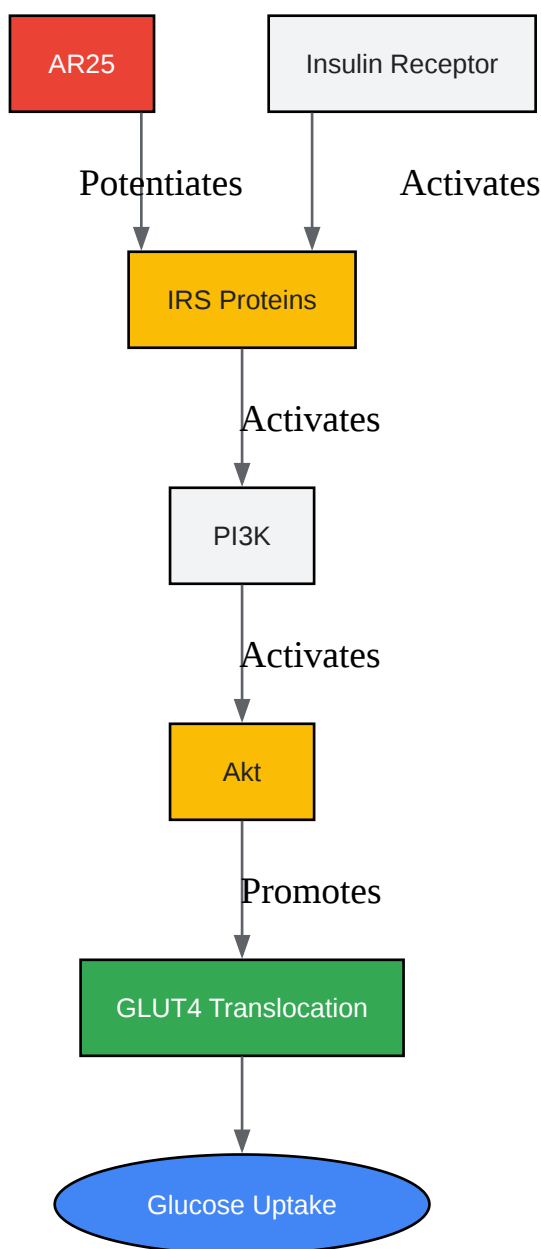 AR25
Insulin Receptor
Potentiates
Activates
IRS Proteins
Activates
PI3K
Activates
Akt
Promotes
GLUT4 Translocation
Glucose Uptake